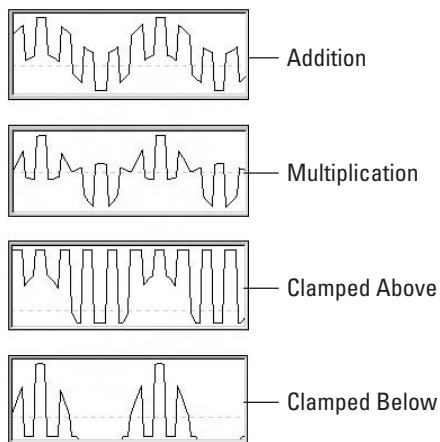 Addition
Multiplication
Clamped Above
Clamped Below